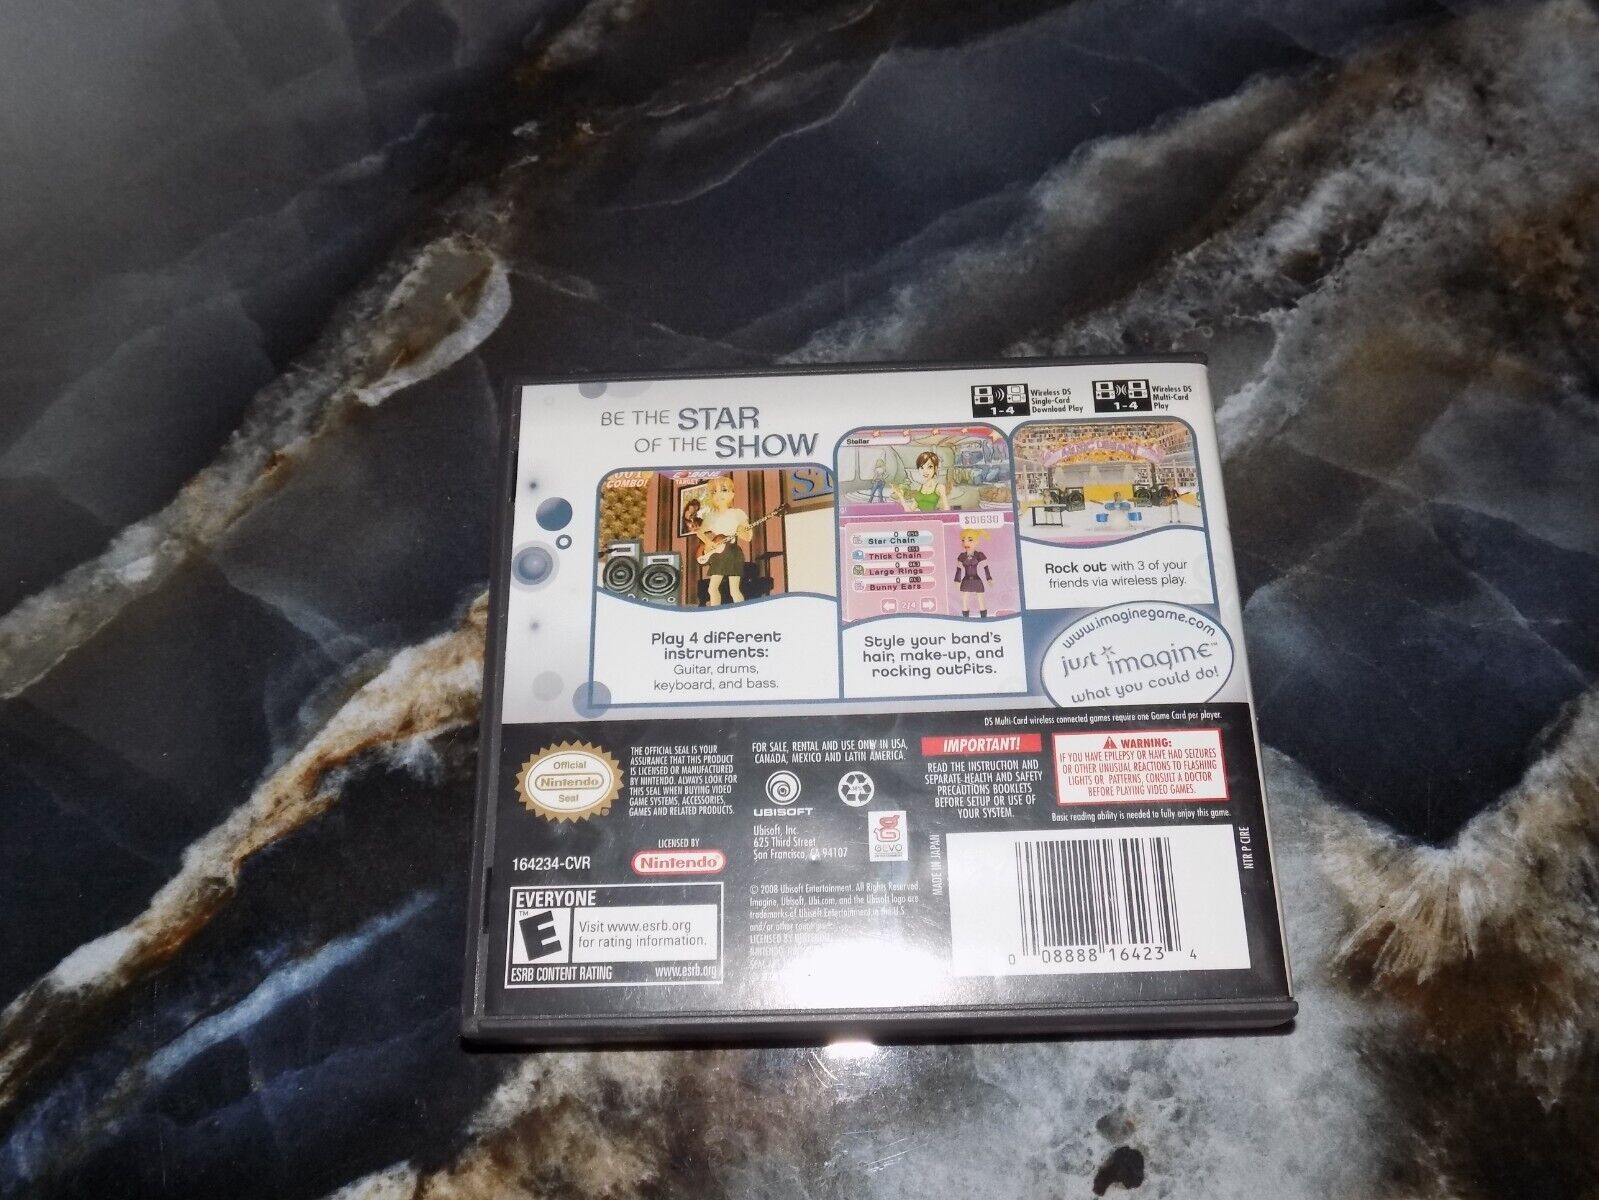 BE THE STAR
OF THE SHOW
1-4
Wireless DS
Single-Card
Download Play
1-4
Wireless DS
Multi-Card
Play
COMBO!
TARGET
Stellar
$01630
Star Chain
Thick Chain
Large Rings
Bunny Ears
2/4
Play 4 different
instruments:
Guitar, drums,
keyboard, and bass.
Style your band's
hair, make-up, and
rocking outfits.
Rock out with 3 of your
friends via wireless play.
www.imaginegame.com
just imagine™
what you could do!
DS Multi-Card wireless connected games require one Game Card per player.
Official
Nintendo
Seal
THE OFFICIAL SEAL IS YOUR
ASSURANCE THAT THIS PRODUCT
IS LICENSED OR MANUFACTURED
BY NINTENDO. ALWAYS LOOK FOR
THIS SEAL WHEN BUYING VIDEO
GAME SYSTEMS, ACCESSORIES,
GAMES AND RELATED PRODUCTS.
FOR SALE, RENTAL AND USE ONLY IN USA,
CANADA, MEXICO AND LATIN AMERICA.
UBISOFT
Ubisoft, Inc.
625 Third Street
San Francisco, CA 94107
GEVO
ENTERTAINMENT
IMPORTANT!
READ THE INSTRUCTION AND
SEPARATE HEALTH AND SAFETY
PRECAUTIONS BOOKLETS
BEFORE SETUP OR USE OF
YOUR SYSTEM.
WARNING:
IF YOU HAVE EPILEPSY OR HAVE HAD SEIZURES
OR OTHER UNUSUAL REACTIONS TO FLASHING
LIGHTS OR PATTERNS, CONSULT A DOCTOR
BEFORE PLAYING VIDEO GAMES.
Basic reading ability is needed to fully enjoy this game.
164234-CVR
LICENSED BY
Nintendo
EVERYONE
E™
Visit www.esrb.org
for rating information.
ESRB CONTENT RATING www.esrb.org
© 2008 Ubisoft Entertainment. All Rights Reserved.
Imagine, Ubisoft, Ubi.com, and the Ubisoft logo are
trademarks of Ubisoft Entertainment in the U.S.
and/or other countries.
LICENSED BY NINTENDO
MADE IN JAPAN
NTR P CIRE
0 08888 16423 4